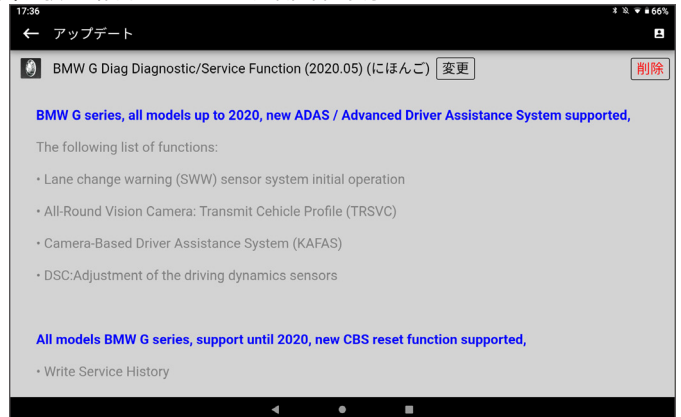 17:36
66%
← アップデート
BMW G Diag Diagnostic/Service Function (2020.05) (にほんご) 変更 削除
BMW G series, all models up to 2020, new ADAS / Advanced Driver Assistance System supported,
The following list of functions:
• Lane change warning (SWW) sensor system initial operation
• All-Round Vision Camera: Transmit Cehicle Profile (TRSVC)
• Camera-Based Driver Assistance System (KAFAS)
• DSC:Adjustment of the driving dynamics sensors
All models BMW G series, support until 2020, new CBS reset function supported,
• Write Service History